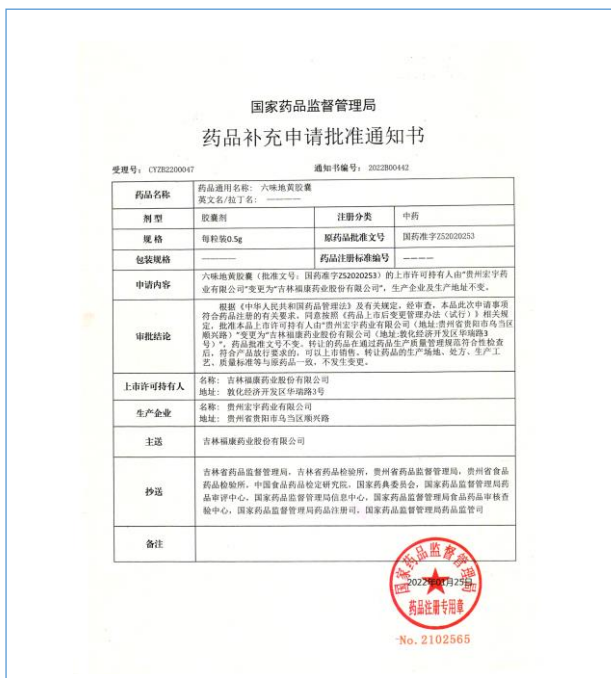 国家药品监督管理局
药品补充申请批准通知书
受理号: CYZB2200047 通知书编号: 2022B00442
药品名称 药品通用名称: 六味地黄胶囊
英文名/拉丁名: ————
剂 型 胶囊剂 注册分类 中药
规 格 每粒装0.5g 原药品批准文号 国药准字Z52020253
包装规格 ———— 药品注册标准编号 ————
申请内容 六味地黄胶囊(批准文号: 国药准字Z52020253)的上市许可持有人由“贵州宏宇药
业有限公司”变更为“吉林福康药业股份有限公司”, 生产企业及生产地址不变。
审批结论 根据《中华人民共和国药品管理法》及有关规定, 经审查, 本品此次申请事项
符合药品注册的有关要求, 同意按照《药品上市后变更管理办法(试行)》相关规
定, 批准本品上市许可持有人由“贵州宏宇药业有限公司(地址:贵州省贵阳市乌当区
顺兴路)”变更为“吉林福康药业股份有限公司(地址:敦化经济开发区华瑞路3
号)”, 药品批准文号不变。转让的药品在通过药品生产质量管理规范符合性检查
后, 符合产品放行要求的, 可以上市销售。转让药品的生产场地、处方、生产工
艺、质量标准等与原药品一致, 不发生变更。
上市许可持有人 名称: 吉林福康药业股份有限公司
地址: 敦化经济开发区华瑞路3号
生产企业 名称: 贵州宏宇药业有限公司
地址: 贵州省贵阳市乌当区顺兴路
主送 吉林福康药业股份有限公司
抄送 吉林省药品监督管理局, 吉林省药品检验所, 贵州省药品监督管理局, 贵州省食品
药品检验所, 中国食品药品检定研究院, 国家药典委员会, 国家药品监督管理局药
品审评中心, 国家药品监督管理局信息中心, 国家药品监督管理局食品药品审核查
验中心, 国家药品监督管理局药品注册司, 国家药品监督管理局药品监管司
备注
国家药品监督管理局
2022年01月25日
药品注册专用章
No. 2102565